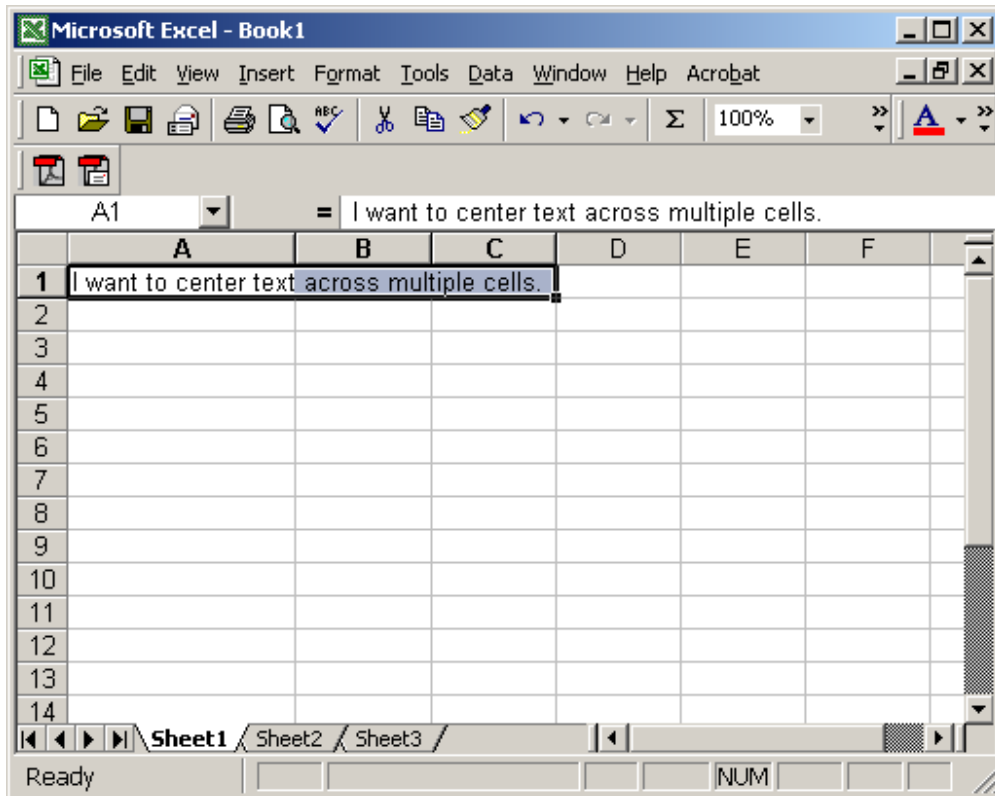 Microsoft Excel - Book1
File Edit View Insert Format Tools Data Window Help Acrobat
ABC Σ 100% A
A1 = I want to center text across multiple cells.
A B C D E F
1 I want to center text across multiple cells.
2
3
4
5
6
7
8
9
10
11
12
13
14
Sheet1 Sheet2 Sheet3
Ready NUM